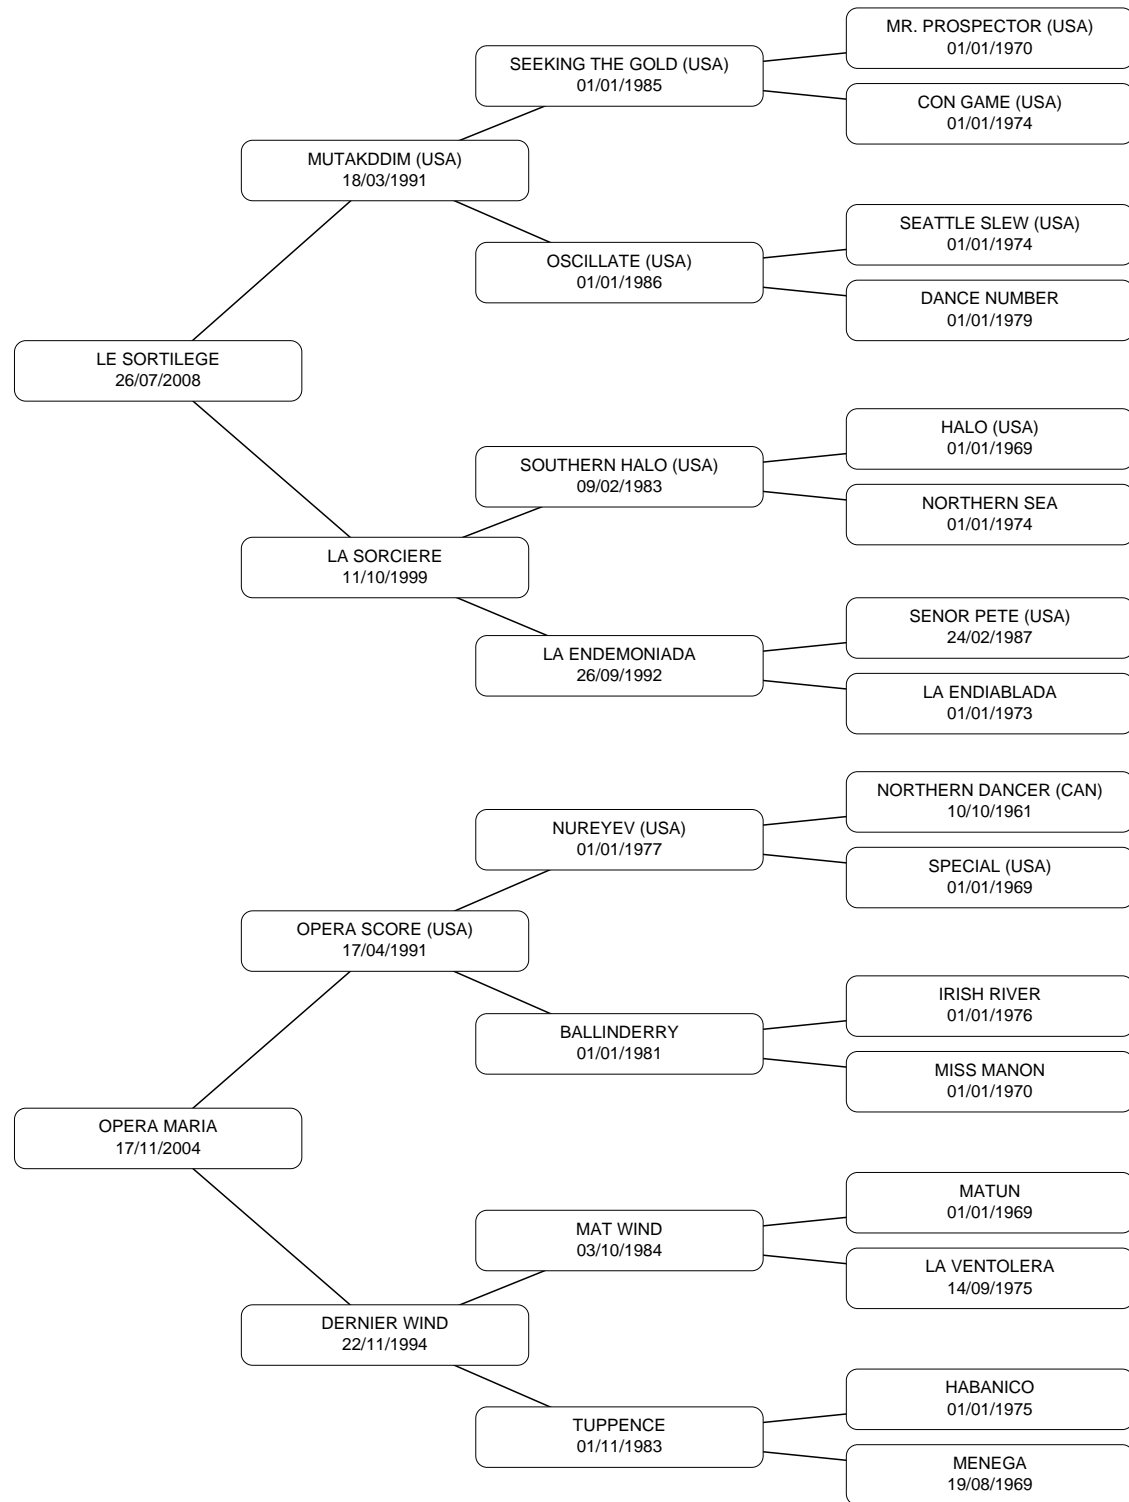 MR. PROSPECTOR (USA)
01/01/1970
SEEKING THE GOLD (USA)
01/01/1985
CON GAME (USA)
01/01/1974
MUTAKDDIM (USA)
18/03/1991
SEATTLE SLEW (USA)
01/01/1974
OSCILLATE (USA)
01/01/1986
DANCE NUMBER
01/01/1979
LE SORTILEGE
26/07/2008
HALO (USA)
01/01/1969
SOUTHERN HALO (USA)
09/02/1983
NORTHERN SEA
01/01/1974
LA SORCIERE
11/10/1999
SENOR PETE (USA)
24/02/1987
LA ENDEMONIADA
26/09/1992
LA ENDIABLADA
01/01/1973
NORTHERN DANCER (CAN)
10/10/1961
NUREYEV (USA)
01/01/1977
SPECIAL (USA)
01/01/1969
OPERA SCORE (USA)
17/04/1991
IRISH RIVER
01/01/1976
BALLINDERRY
01/01/1981
MISS MANON
01/01/1970
OPERA MARIA
17/11/2004
MATUN
01/01/1969
MAT WIND
03/10/1984
LA VENTOLERA
14/09/1975
DERNIER WIND
22/11/1994
HABANICO
01/01/1975
TUPPENCE
01/11/1983
MENEGA
19/08/1969